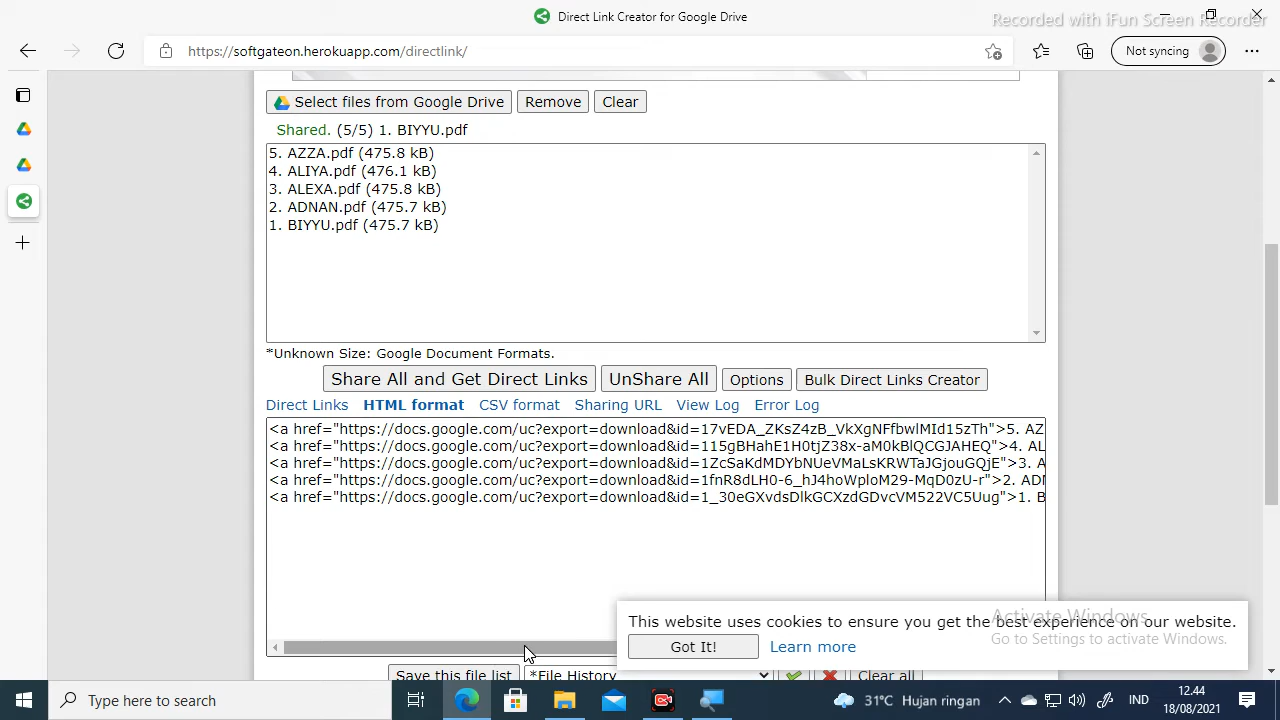 Direct Link Creator for Google Drive
Recorded with iFun Screen Recorder
https://softgateon.herokuapp.com/directlink/
Not syncing
Select files from Google Drive
Remove
Clear
Shared. (5/5) 1. BIYYU.pdf
5. AZZA.pdf (475.8 kB)
4. ALIYA.pdf (476.1 kB)
3. ALEXA.pdf (475.8 kB)
2. ADNAN.pdf (475.7 kB)
1. BIYYU.pdf (475.7 kB)
*Unknown Size: Google Document Formats.
Share All and Get Direct Links
UnShare All
Options
Bulk Direct Links Creator
Direct Links HTML format CSV format Sharing URL View Log Error Log
<a href="https://docs.google.com/uc?export=download&id=17vEDA_ZKsZ4zB_VkXgNFfbwlMId15zTh">5. AZ
<a href="https://docs.google.com/uc?export=download&id=115gBHahE1H0tjZ38x-aM0kBlQCGJAHEQ">4. AL
<a href="https://docs.google.com/uc?export=download&id=1ZcSaKdMDYbNUeVMaLsKRWTaJGjouGQjE">3. A
<a href="https://docs.google.com/uc?export=download&id=1fnR8dLH0-6_hJ4hoWploM29-MqD0zU-r">2. ADN
<a href="https://docs.google.com/uc?export=download&id=1_30eGXvdsDlkGCXzdGDvcVM522VC5Uug">1. B
This website uses cookies to ensure you get the best experience on our website.
Got It!
Learn more
Activate Windows
Go to Settings to activate Windows.
Save this file list
*File History
Clear all
Type here to search
31°C Hujan ringan
IND
12.44
18/08/2021